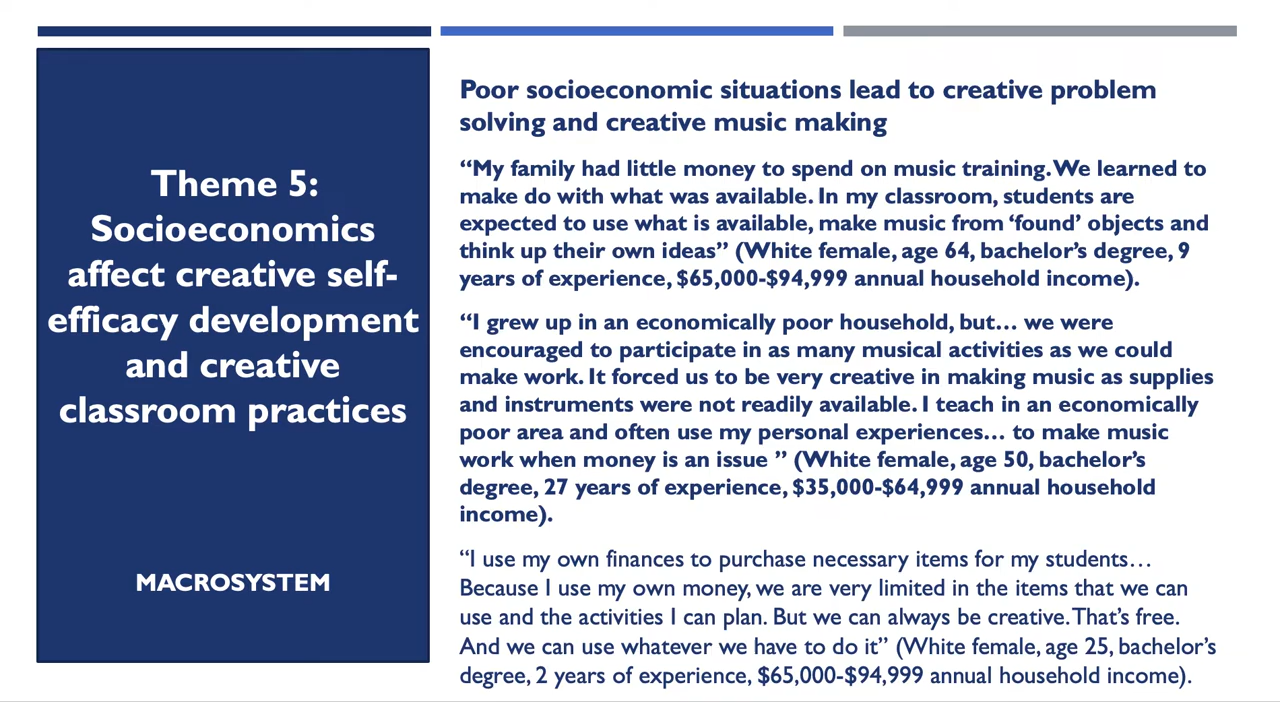 Theme 5:
Socioeconomics
affect creative self-
efficacy development
and creative
classroom practices
MACROSYSTEM
Poor socioeconomic situations lead to creative problem
solving and creative music making
“My family had little money to spend on music training. We learned to
make do with what was available. In my classroom, students are
expected to use what is available, make music from ‘found’ objects and
think up their own ideas” (White female, age 64, bachelor’s degree, 9
years of experience, $65,000-$94,999 annual household income).
“I grew up in an economically poor household, but… we were
encouraged to participate in as many musical activities as we could
make work. It forced us to be very creative in making music as supplies
and instruments were not readily available. I teach in an economically
poor area and often use my personal experiences… to make music
work when money is an issue ” (White female, age 50, bachelor’s
degree, 27 years of experience, $35,000-$64,999 annual household
income).
“I use my own finances to purchase necessary items for my students…
Because I use my own money, we are very limited in the items that we can
use and the activities I can plan. But we can always be creative. That’s free.
And we can use whatever we have to do it” (White female, age 25, bachelor’s
degree, 2 years of experience, $65,000-$94,999 annual household income).